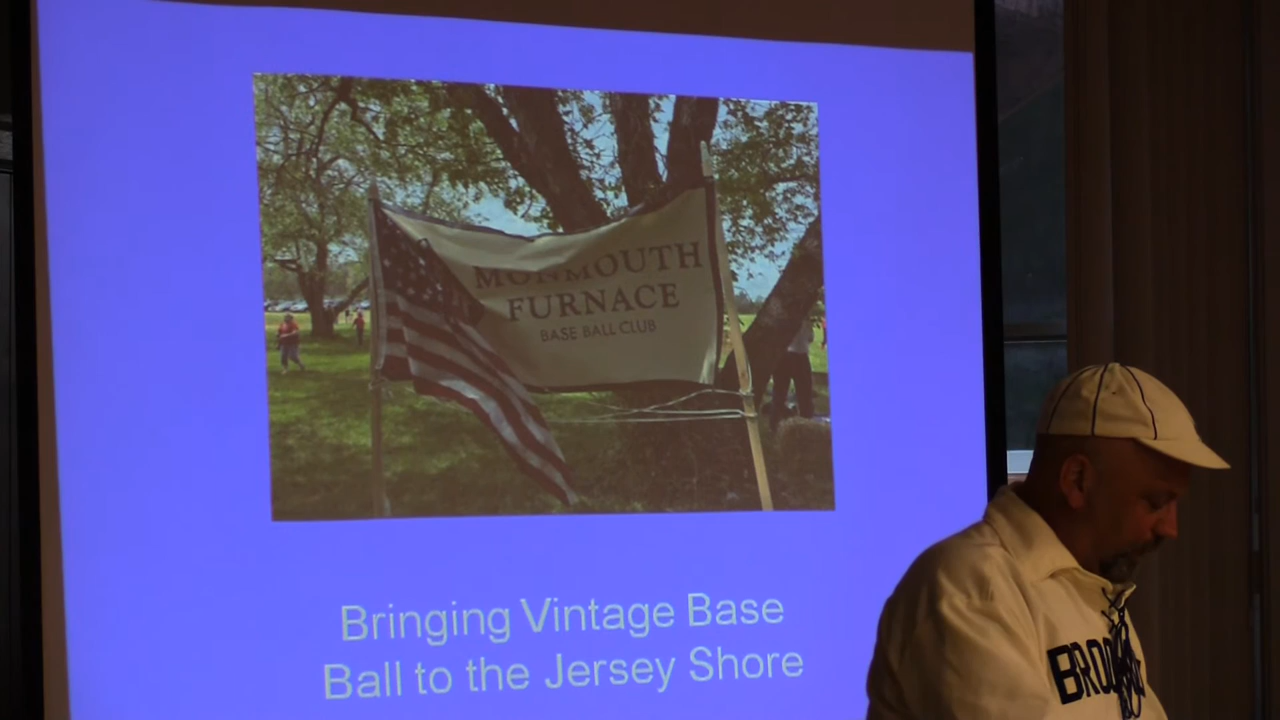 MONMOUTH
FURNACE
BASE BALL CLUB
Bringing Vintage Base
Ball to the Jersey Shore